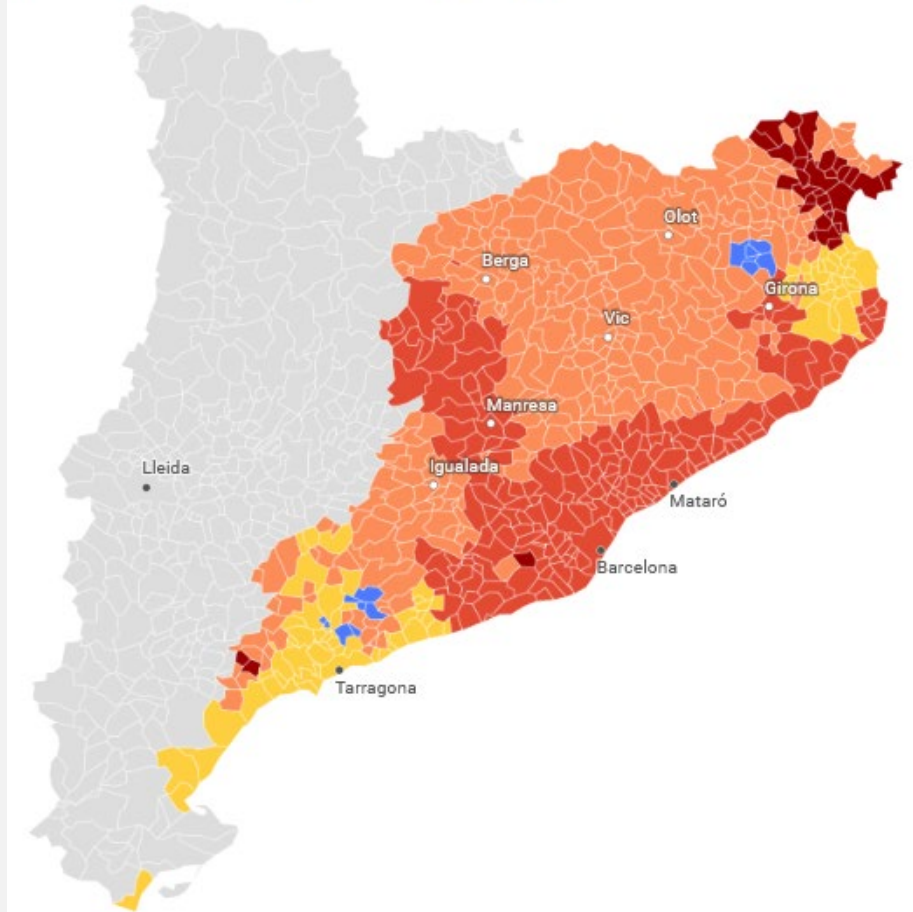 Olot
Berga
Girona
Vic
Manresa
Igualada
Lleida
Mataró
Barcelona
Tarragona